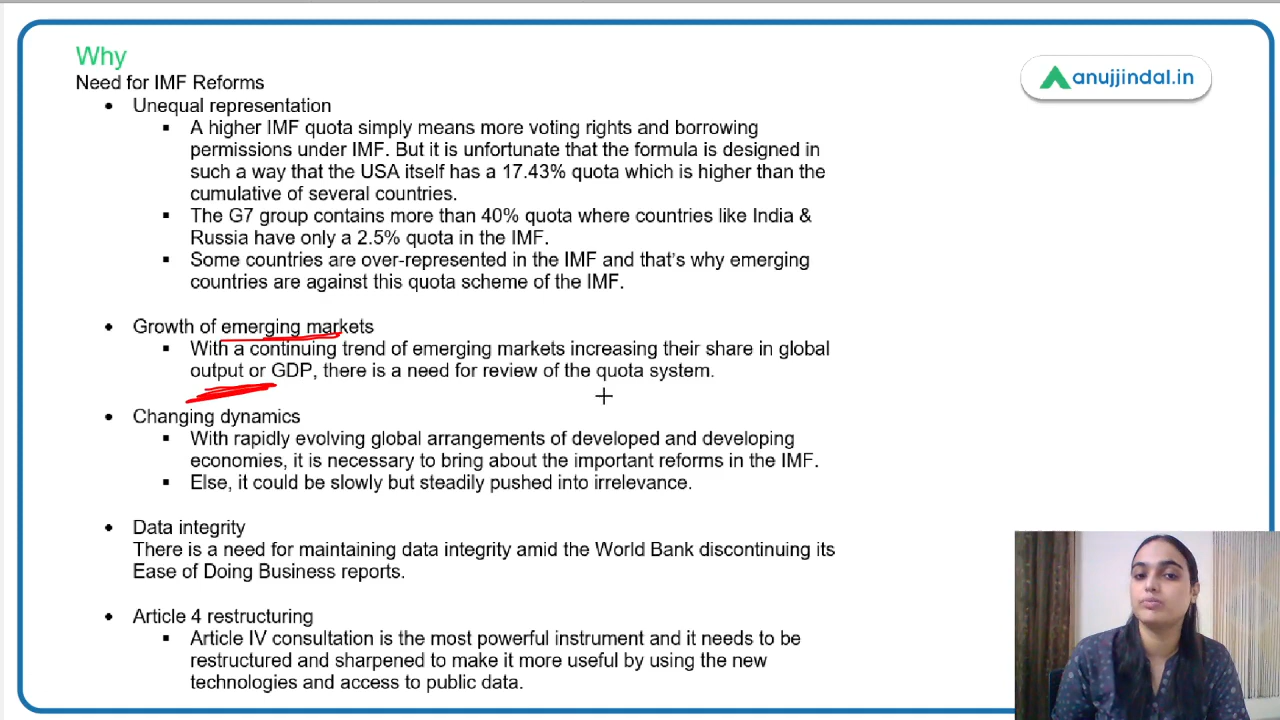 Why
Need for IMF Reforms
• Unequal representation
▪ A higher IMF quota simply means more voting rights and borrowing
permissions under IMF. But it is unfortunate that the formula is designed in
such a way that the USA itself has a 17.43% quota which is higher than the
cumulative of several countries.
▪ The G7 group contains more than 40% quota where countries like India &
Russia have only a 2.5% quota in the IMF.
▪ Some countries are over-represented in the IMF and that's why emerging
countries are against this quota scheme of the IMF.
• Growth of emerging markets
▪ With a continuing trend of emerging markets increasing their share in global
output or GDP, there is a need for review of the quota system.
• Changing dynamics
▪ With rapidly evolving global arrangements of developed and developing
economies, it is necessary to bring about the important reforms in the IMF.
▪ Else, it could be slowly but steadily pushed into irrelevance.
• Data integrity
There is a need for maintaining data integrity amid the World Bank discontinuing its
Ease of Doing Business reports.
• Article 4 restructuring
▪ Article IV consultation is the most powerful instrument and it needs to be
restructured and sharpened to make it more useful by using the new
technologies and access to public data.
anujjindal.in